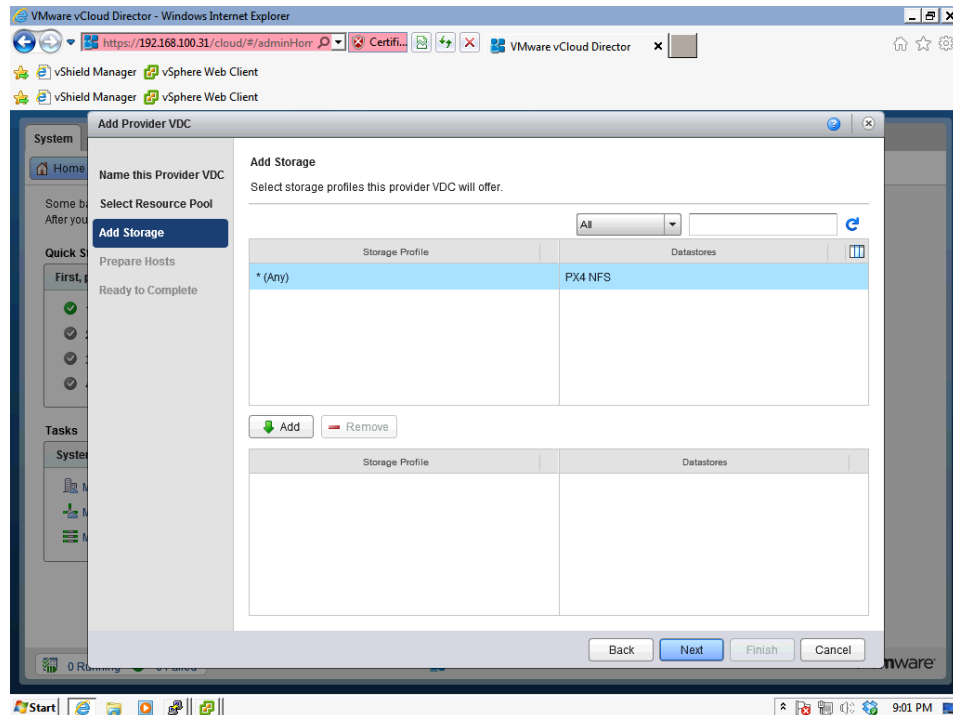 VMware vCloud Director - Windows Internet Explorer
https://192.168.100.31/cloud/#/adminHom
Certifi...
VMware vCloud Director
vShield Manager vSphere Web Client
vShield Manager vSphere Web Client
Add Provider VDC
System
Home
Some
After you
Quick
First,
Tasks
Name this Provider VDC
Select Resource Pool
Add Storage
Prepare Hosts
Ready to Complete
Add Storage
Select storage profiles this provider VDC will offer.
All
Storage Profile Datastores
* (Any) PX4 NFS
Add Remove
Storage Profile Datastores
Back Next Finish Cancel
0
mware
Start 9:01 PM